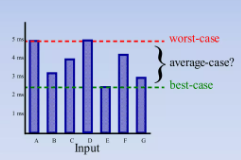 worst-case
5 ms
4 ms
average-case?
3 ms
best-case
2 ms
1 ms
A B C D E F G
Input